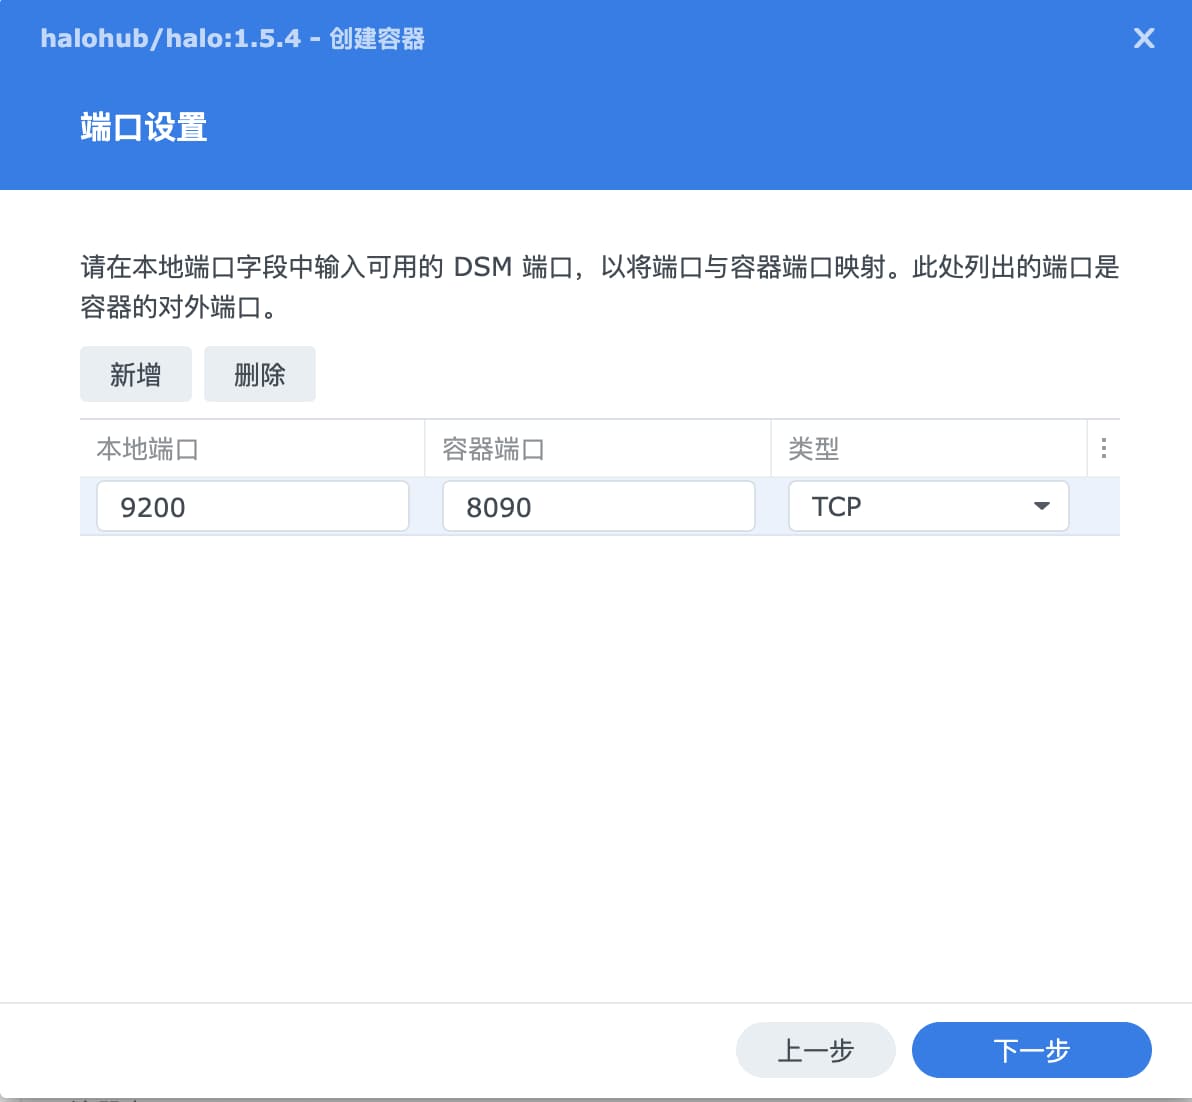 halohub/halo:1.5.4 - 创建容器
端口设置
请在本地端口字段中输入可用的 DSM 端口，以将端口与容器端口映射。此处列出的端口是
容器的对外端口。
新增 删除
本地端口 容器端口 类型
9200 8090 TCP
上一步 下一步